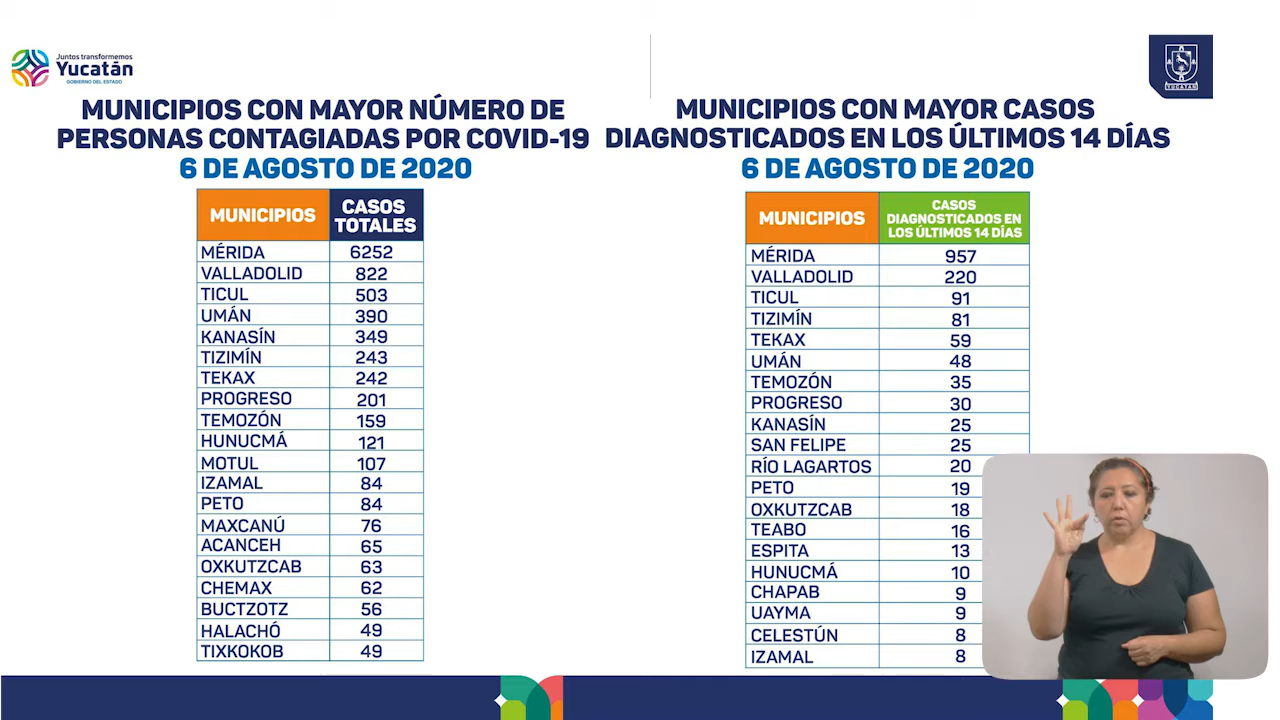 Juntos transformemos
Yucatán
GOBIERNO DEL ESTADO
YUCATÁN
MUNICIPIOS CON MAYOR NÚMERO DE
PERSONAS CONTAGIADAS POR COVID-19
6 DE AGOSTO DE 2020
MUNICIPIOS CASOS TOTALES
MÉRIDA 6252
VALLADOLID 822
TICUL 503
UMÁN 390
KANASÍN 349
TIZIMÍN 243
TEKAX 242
PROGRESO 201
TEMOZÓN 159
HUNUCMÁ 121
MOTUL 107
IZAMAL 84
PETO 84
MAXCANÚ 76
ACANCEH 65
OXKUTZCAB 63
CHEMAX 62
BUCTZOTZ 56
HALACHÓ 49
TIXKOKOB 49
MUNICIPIOS CON MAYOR CASOS
DIAGNOSTICADOS EN LOS ÚLTIMOS 14 DÍAS
6 DE AGOSTO DE 2020
MUNICIPIOS CASOS DIAGNOSTICADOS EN LOS ÚLTIMOS 14 DÍAS
MÉRIDA 957
VALLADOLID 220
TICUL 91
TIZIMÍN 81
TEKAX 59
UMÁN 48
TEMOZÓN 35
PROGRESO 30
KANASÍN 25
SAN FELIPE 25
RÍO LAGARTOS 20
PETO 19
OXKUTZCAB 18
TEABO 16
ESPITA 13
HUNUCMÁ 10
CHAPAB 9
UAYMA 9
CELESTÚN 8
IZAMAL 8